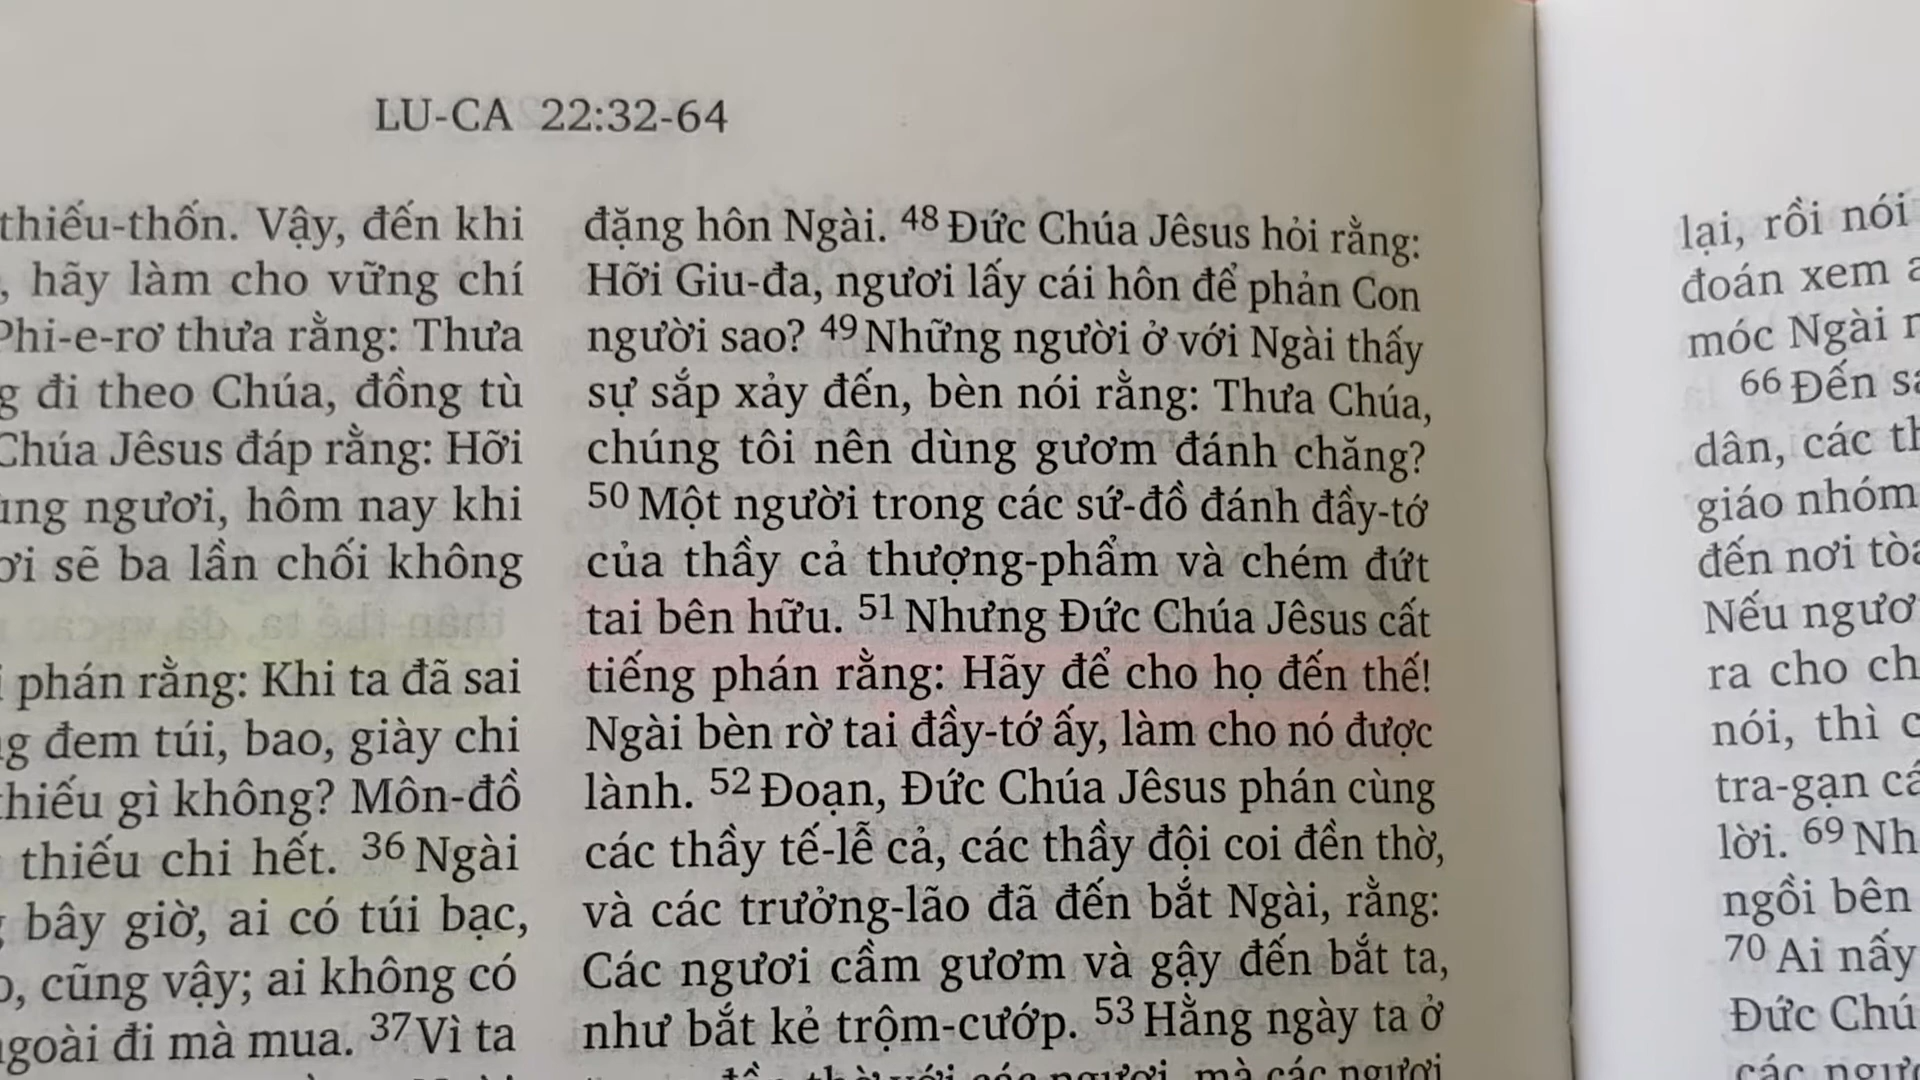 LU-CA 22:32-64
thiếu-thốn. Vậy, đến khi
, hãy làm cho vững chí
Phi-e-rơ thưa rằng: Thưa
đi theo Chúa, đồng tù
Chúa Jêsus đáp rằng: Hỡi
ngươi, hôm nay khi
sẽ ba lần chối không
phán rằng: Khi ta đã sai
đem túi, bao, giày chi
thiếu gì không? Môn-đồ
thiếu chi hết. 36 Ngài
bây giờ, ai có túi bạc,
, cũng vậy; ai không có
ngoài đi mà mua. 37 Vì ta
đặng hôn Ngài. 48 Đức Chúa Jêsus hỏi rằng:
Hỡi Giu-đa, ngươi lấy cái hôn để phản Con
người sao? 49 Những người ở với Ngài thấy
sự sắp xảy đến, bèn nói rằng: Thưa Chúa,
chúng tôi nên dùng gươm đánh chăng?
50 Một người trong các sứ-đồ đánh đầy-tớ
của thầy cả thượng-phẩm và chém đứt
tai bên hữu. 51 Nhưng Đức Chúa Jêsus cất
tiếng phán rằng: Hãy để cho họ đến thế!
Ngài bèn rờ tai đầy-tớ ấy, làm cho nó được
lành. 52 Đoạn, Đức Chúa Jêsus phán cùng
các thầy tế-lễ cả, các thầy đội coi đền thờ,
và các trưởng-lão đã đến bắt Ngài, rằng:
Các ngươi cầm gươm và gậy đến bắt ta,
như bắt kẻ trộm-cướp. 53 Hằng ngày ta ở
đền thờ với các ngươi, mà các ngươi
lại, rồi nói
đoán xem
móc Ngài
66 Đến
dân, các
giáo nhóm
đến nơi
Nếu
ra cho
nói, thì
tra-gạn
lời. 69
ngồi bên
70 Ai nấy
Đức
các